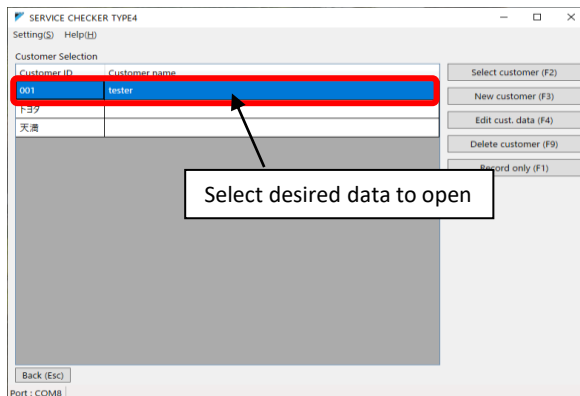 SERVICE CHECKER TYPE4
Setting(S) Help(H)
Customer Selection
Customer ID Customer name
001 tester
トヨタ
天満
Select customer (F2)
New customer (F3)
Edit cust. data (F4)
Delete customer (F9)
Record only (F1)
Select desired data to open
Back (Esc)
Port : COM8